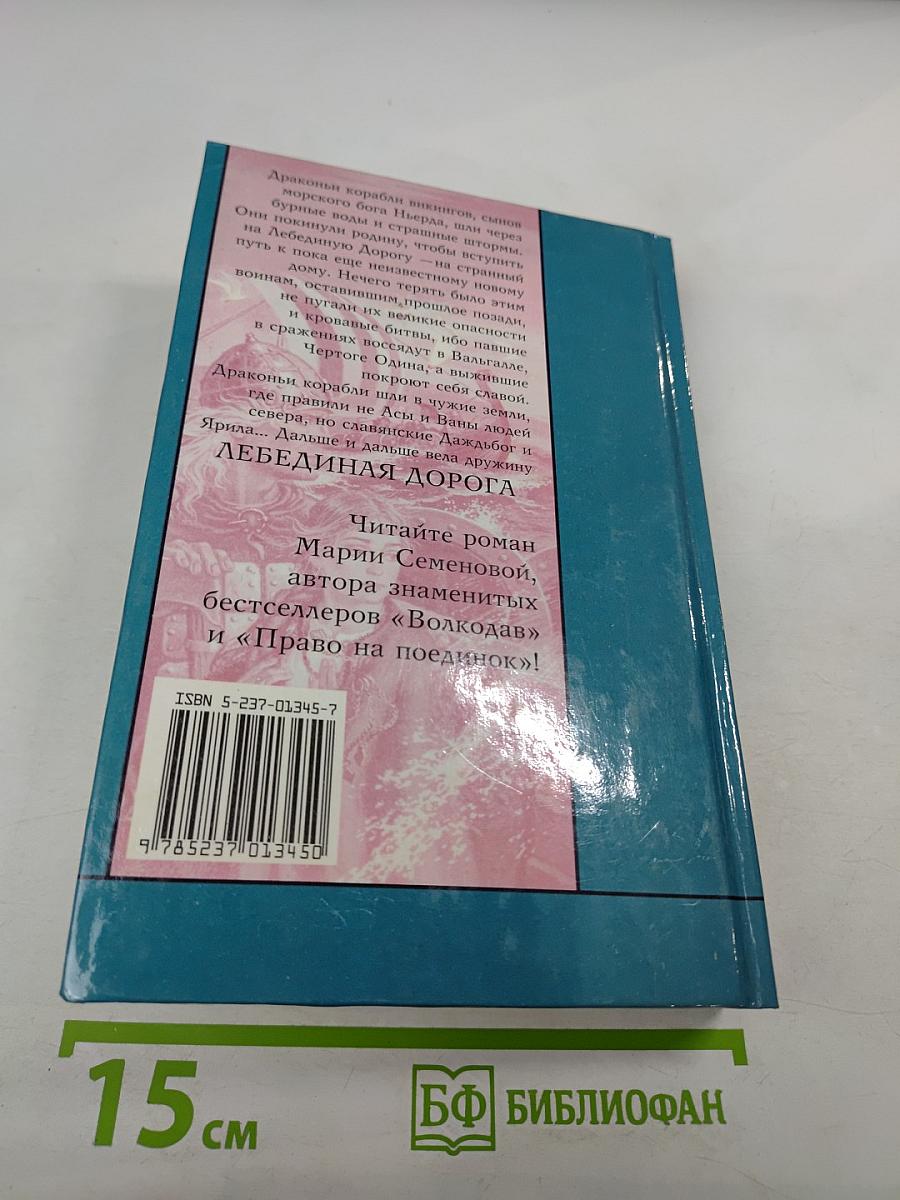 Драконьи корабли викингов, сынов
морского бога Ньерда, шли через
бурные воды и страшные штормы.
Они покинули родину, чтобы вступить
на Лебединую Дорогу — на странный
путь к пока еще неизвестному новому
дому. Нечего терять было этим
воинам, оставившим прошлое позади,
не пугали их великие опасности
и кровавые битвы, ибо павшие
в сражениях воссядут в Вальгалле,
Чертоге Одина, а выжившие
покроют себя славой.
Драконьи корабли шли в чужие земли,
где правили не Асы и Ваны людей
севера, но славянские Даждьбог и
Ярила... Дальше и дальше вела дружину
ЛЕБЕДИНАЯ ДОРОГА
Читайте роман
Марии Семеновой,
автора знаменитых
бестселлеров «Волкодав»
и «Право на поединок»!
ISBN 5-237-01345-7
9 785237 013450
15 см
БФ БИБЛИОФАН